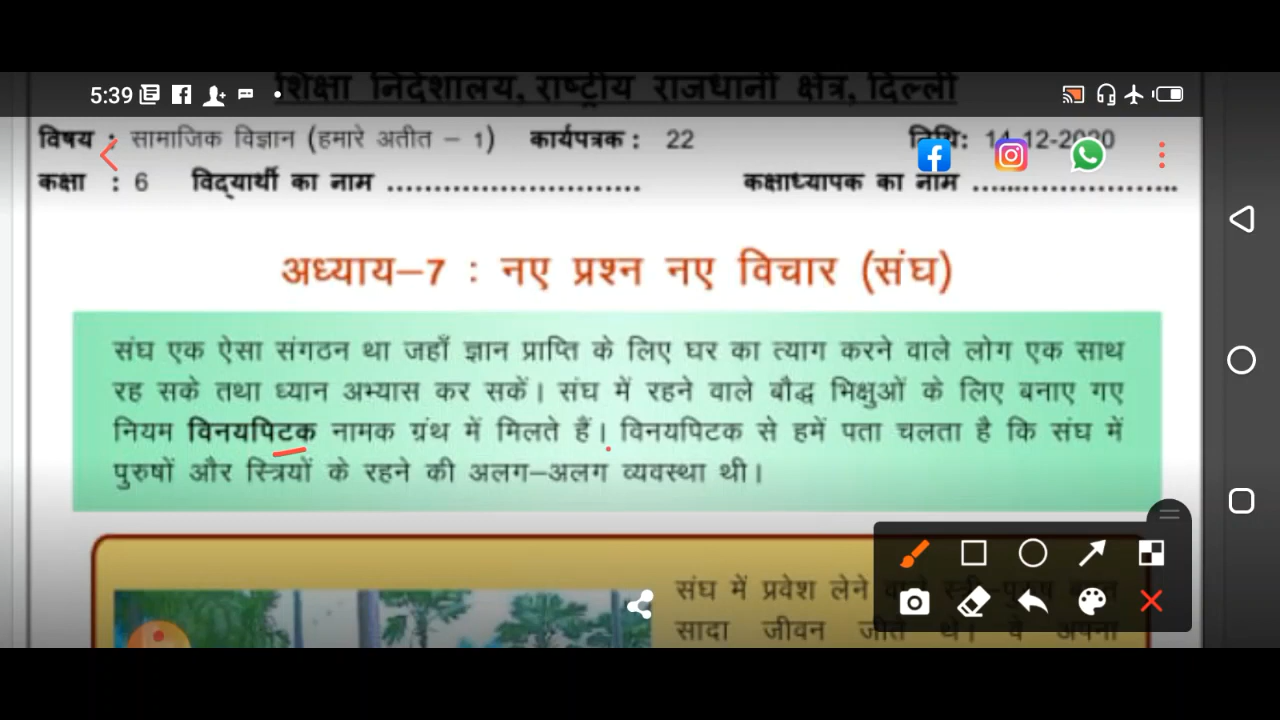 5:39
शिक्षा निदेशालय, राष्ट्रीय राजधानी क्षेत्र, दिल्ली
विषय : सामाजिक विज्ञान (हमारे अतीत – 1) कार्यपत्रक : 22 तिथि: 14-12-2020
कक्षा : 6 विद्यार्थी का नाम ............................ कक्षाध्यापक का नाम ............................
अध्याय–7 : नए प्रश्न नए विचार (संघ)
संघ एक ऐसा संगठन था जहाँ ज्ञान प्राप्ति के लिए घर का त्याग करने वाले लोग एक साथ
रह सके तथा ध्यान अभ्यास कर सकें। संघ में रहने वाले बौद्ध भिक्षुओं के लिए बनाए गए
नियम विनयपिटक नामक ग्रंथ में मिलते हैं। विनयपिटक से हमें पता चलता है कि संघ में
पुरुषों और स्त्रियों के रहने की अलग–अलग व्यवस्था थी।
संघ में प्रवेश लेने
सादा जीवन जीते थे। वे अपना